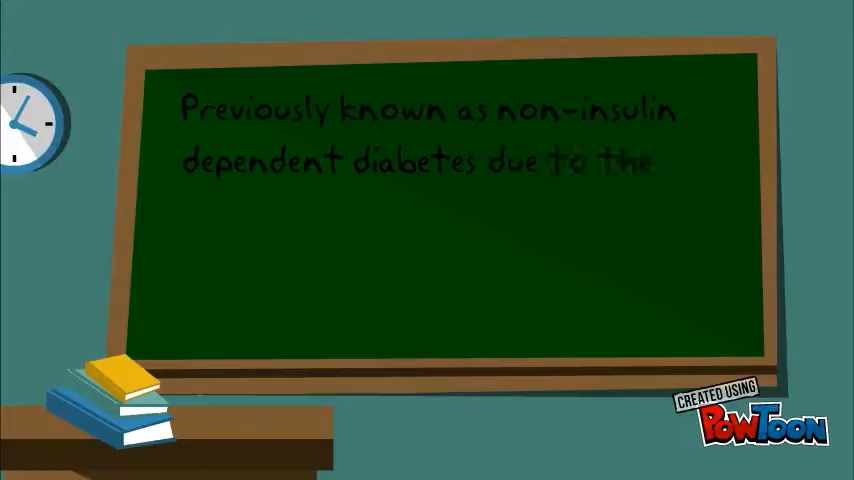 Previously known as non-insulin
dependent diabetes due to the
CREATED USING
POWTOON